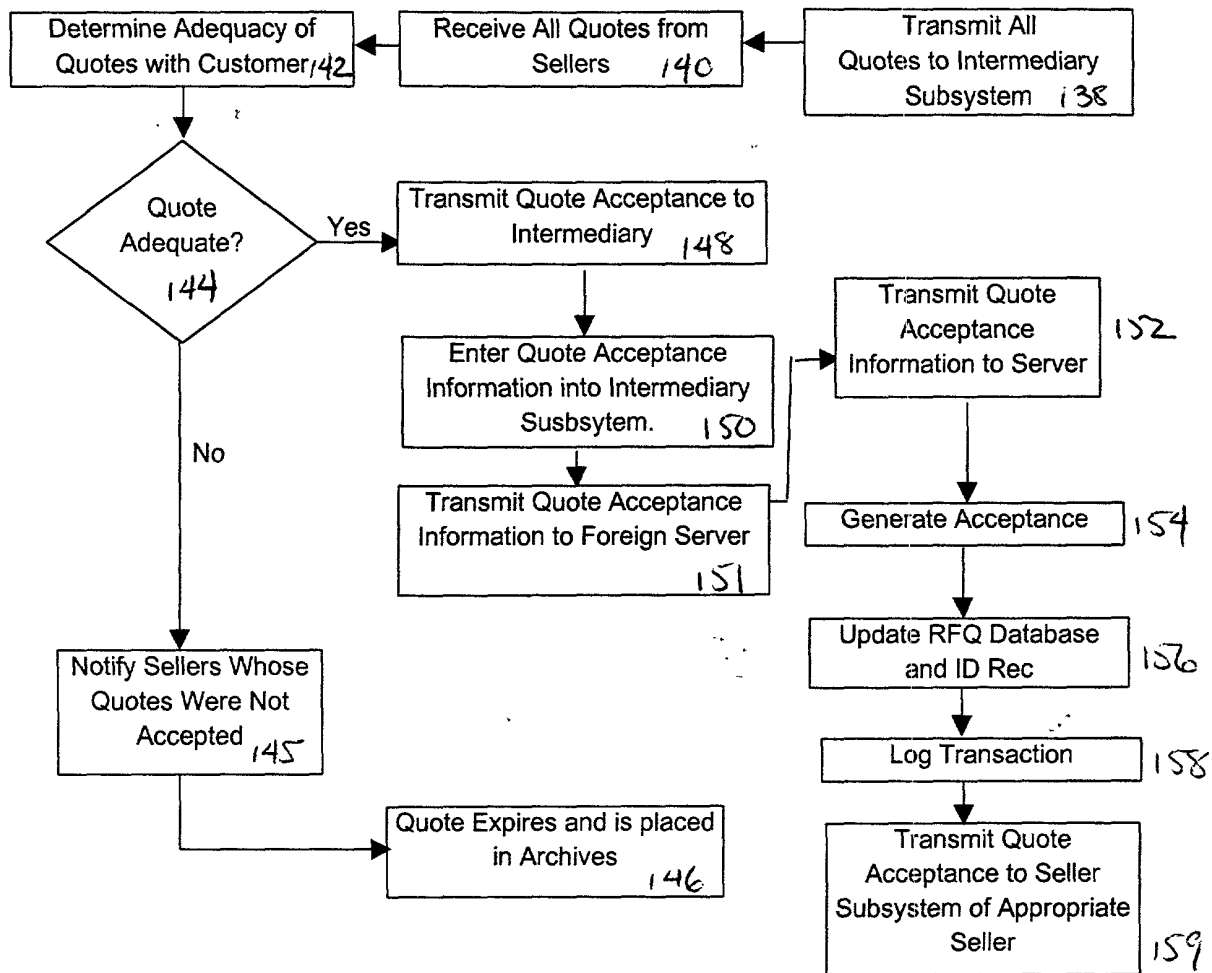 Determine Adequacy of
Quotes with Customer 142
Receive All Quotes from
Sellers 140
Transmit All
Quotes to Intermediary
Subsystem 138
Quote
Adequate?
144
Yes
Transmit Quote Acceptance to
Intermediary 148
Enter Quote Acceptance
Information into Intermediary
Susbsytem. 150
Transmit Quote Acceptance
Information to Foreign Server
151
Transmit Quote
Acceptance
Information to Server
152
Generate Acceptance 154
Update RFQ Database
and ID Rec 156
Log Transaction 158
Transmit Quote
Acceptance to Seller
Subsystem of Appropriate
Seller 159
No
Notify Sellers Whose
Quotes Were Not
Accepted 145
Quote Expires and is placed
in Archives
146